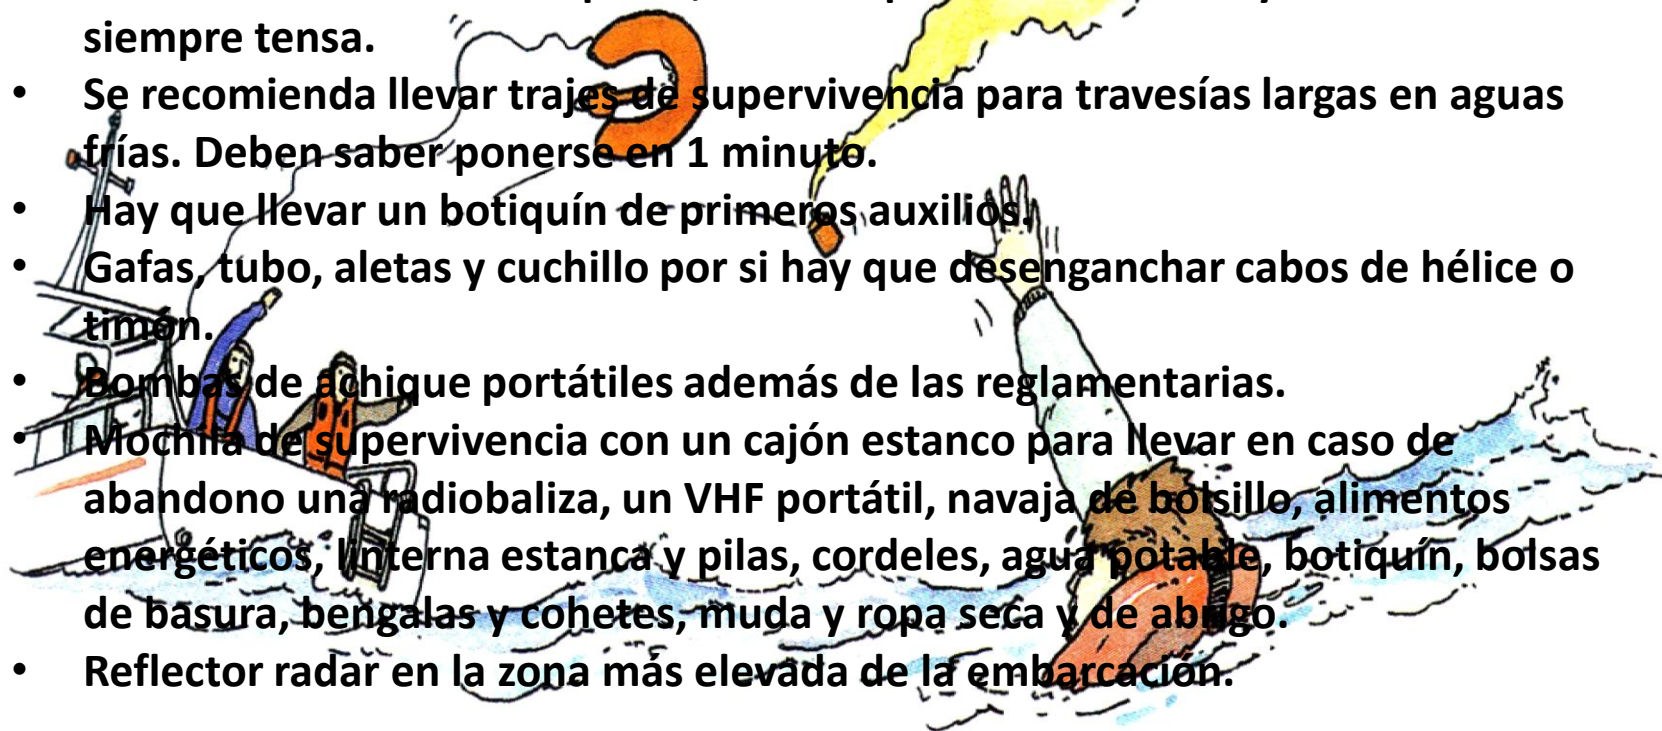 siempre tensa.
• Se recomienda llevar trajes de supervivencia para travesías largas en aguas
frías. Deben saber ponerse en 1 minuto.
• Hay que llevar un botiquín de primeros auxilios.
• Gafas, tubo, aletas y cuchillo por si hay que desenganchar cabos de hélice o
timón.
• Bombas de achique portátiles además de las reglamentarias.
• Mochila de supervivencia con un cajón estanco para llevar en caso de
abandono una radiobaliza, un VHF portátil, navaja de bolsillo, alimentos
energéticos, linterna estanca y pilas, cordeles, agua potable, botiquín, bolsas
de basura, bengalas y cohetes, muda y ropa seca y de abrigo.
• Reflector radar en la zona más elevada de la embarcación.